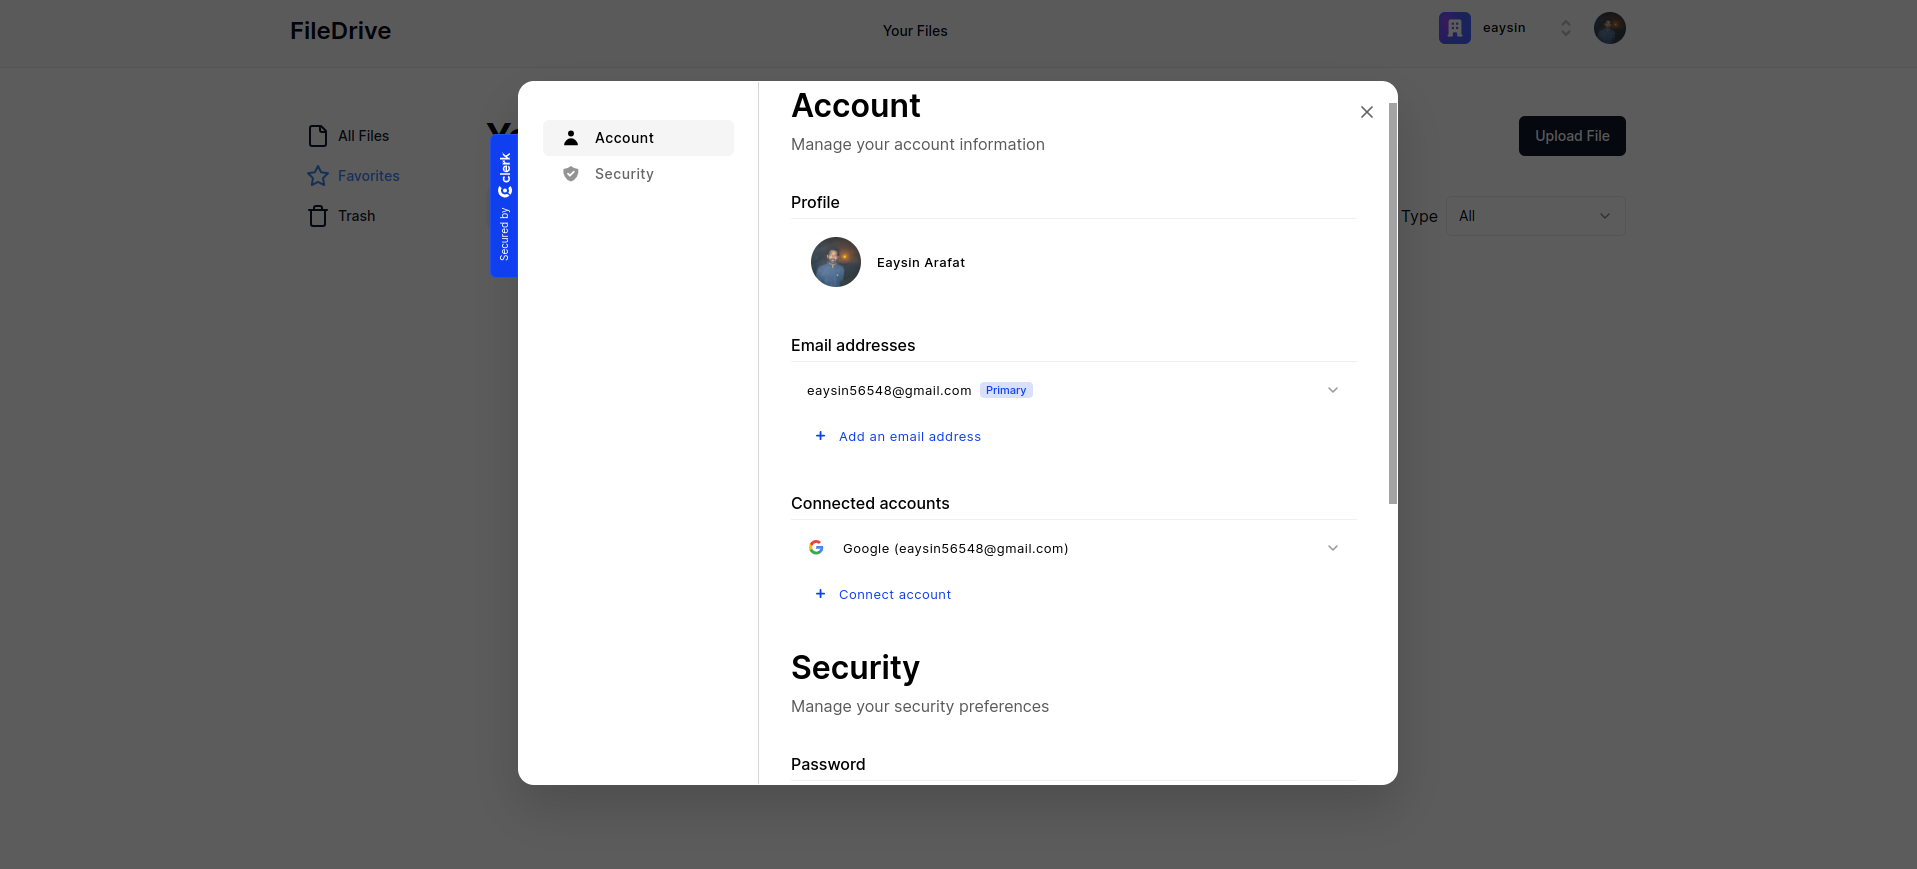 FileDrive
Your Files
eaysin
All Files
Favorites
Trash
Upload File
Type
All
Secured by clerk
Account
Security
Account
Manage your account information
Profile
Eaysin Arafat
Email addresses
eaysin56548@gmail.com Primary
+ Add an email address
Connected accounts
Google (eaysin56548@gmail.com)
+ Connect account
Security
Manage your security preferences
Password